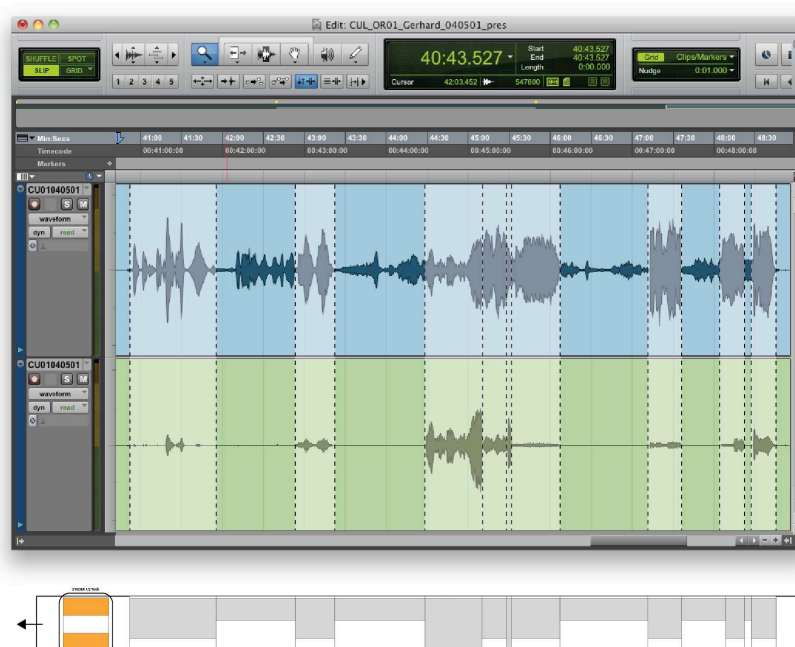 Edit: CUL_OR01_Gerhard_040501_pres
SHUFFLE SPOT
SLIP GRID
1 2 3 4 5
40:43.527
Start 40:43.527
End 40:43.527
Length 0:00.000
Cursor 42:03.452 547800
Grid Clips/Markers
Nudge 0:01.000
Min:Secs 41:00 41:30 42:00 42:30 43:00 43:30 44:00 44:30 45:00 45:30 46:00 46:30 47:00 47:30 48:00 48:30
Timecode 00:41:00:00 00:42:00:00 00:43:00:00 00:44:00:00 00:45:00:00 00:46:00:00 00:47:00:00 00:48:00:00
Markers
CU01040501
S M
waveform
dyn read
CU01040501
S M
waveform
dyn read